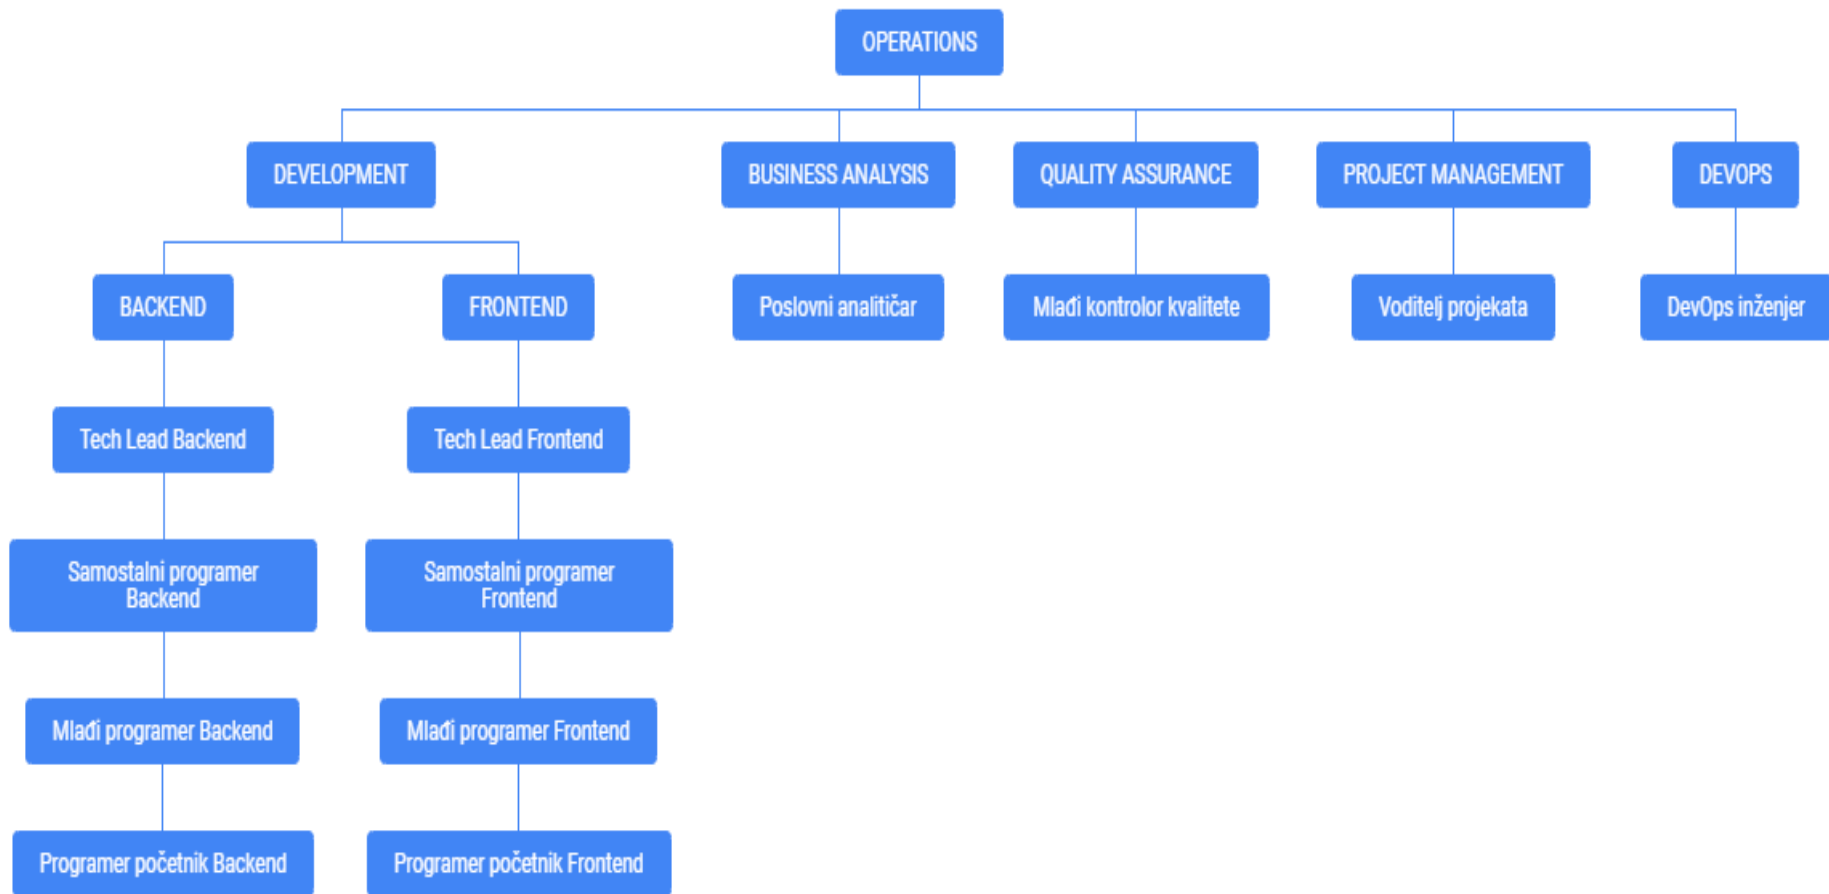 OPERATIONS
DEVELOPMENT
BUSINESS ANALYSIS
QUALITY ASSURANCE
PROJECT MANAGEMENT
DEVOPS
BACKEND
FRONTEND
Poslovni analitičar
Mlađi kontrolor kvalitete
Voditelj projekata
DevOps inženjer
Tech Lead Backend
Tech Lead Frontend
Samostalni programer
Backend
Samostalni programer
Frontend
Mlađi programer Backend
Mlađi programer Frontend
Programer početnik Backend
Programer početnik Frontend